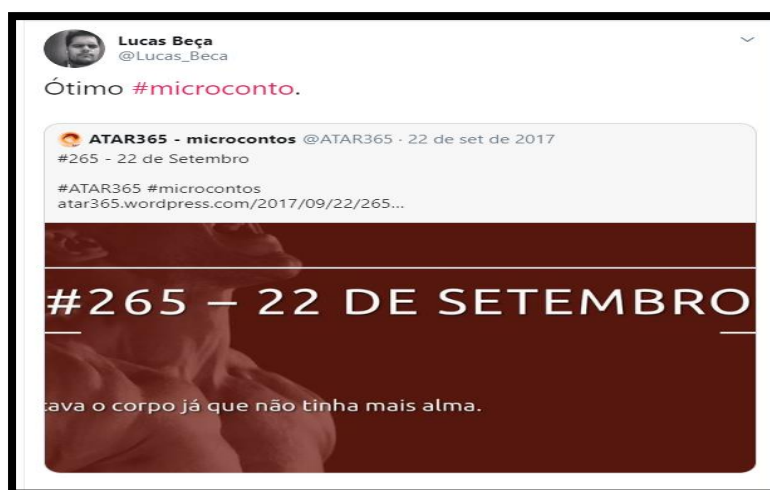 Lucas Beça
@Lucas_Beca
Ótimo #microconto.
ATAR365 - microcontos @ATAR365 · 22 de set de 2017
#265 - 22 de Setembro
#ATAR365 #microcontos
atar365.wordpress.com/2017/09/22/265...
#265 – 22 DE SETEMBRO
o corpo já que não tinha mais alma.